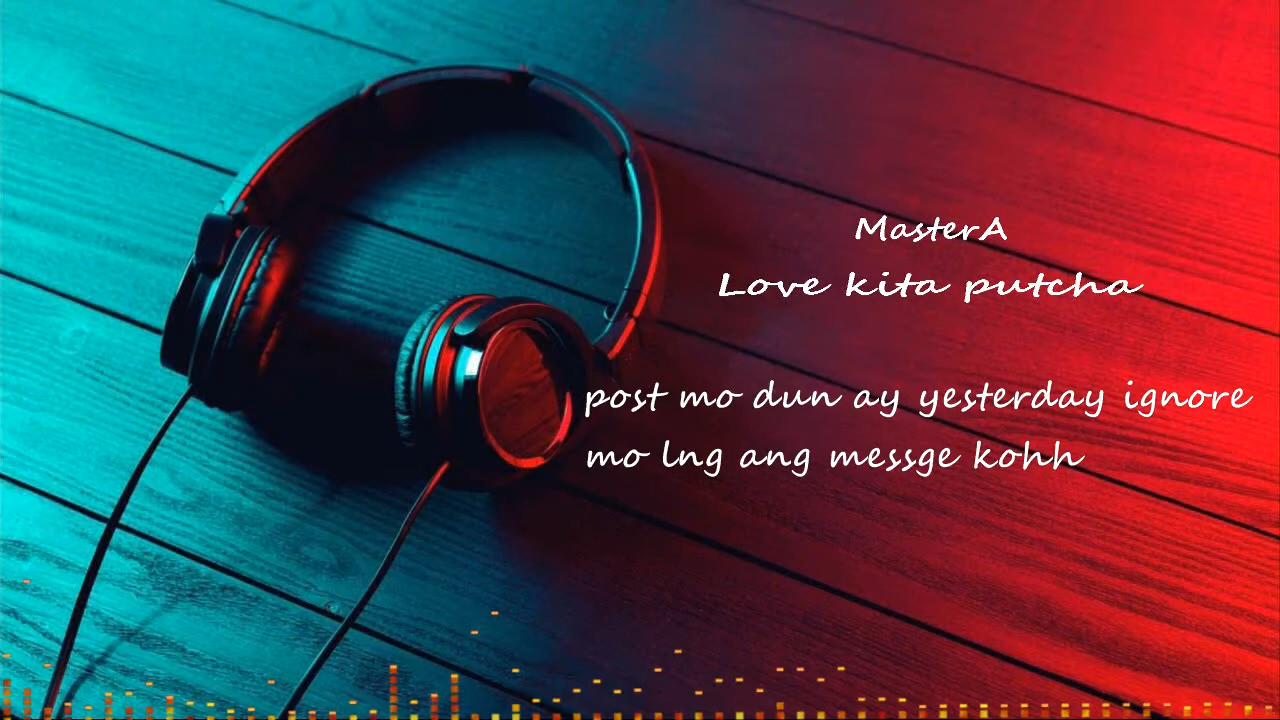 MasterA
Love kita putcha
post mo dun ay yesterday ignore
mo lng ang messge kohh